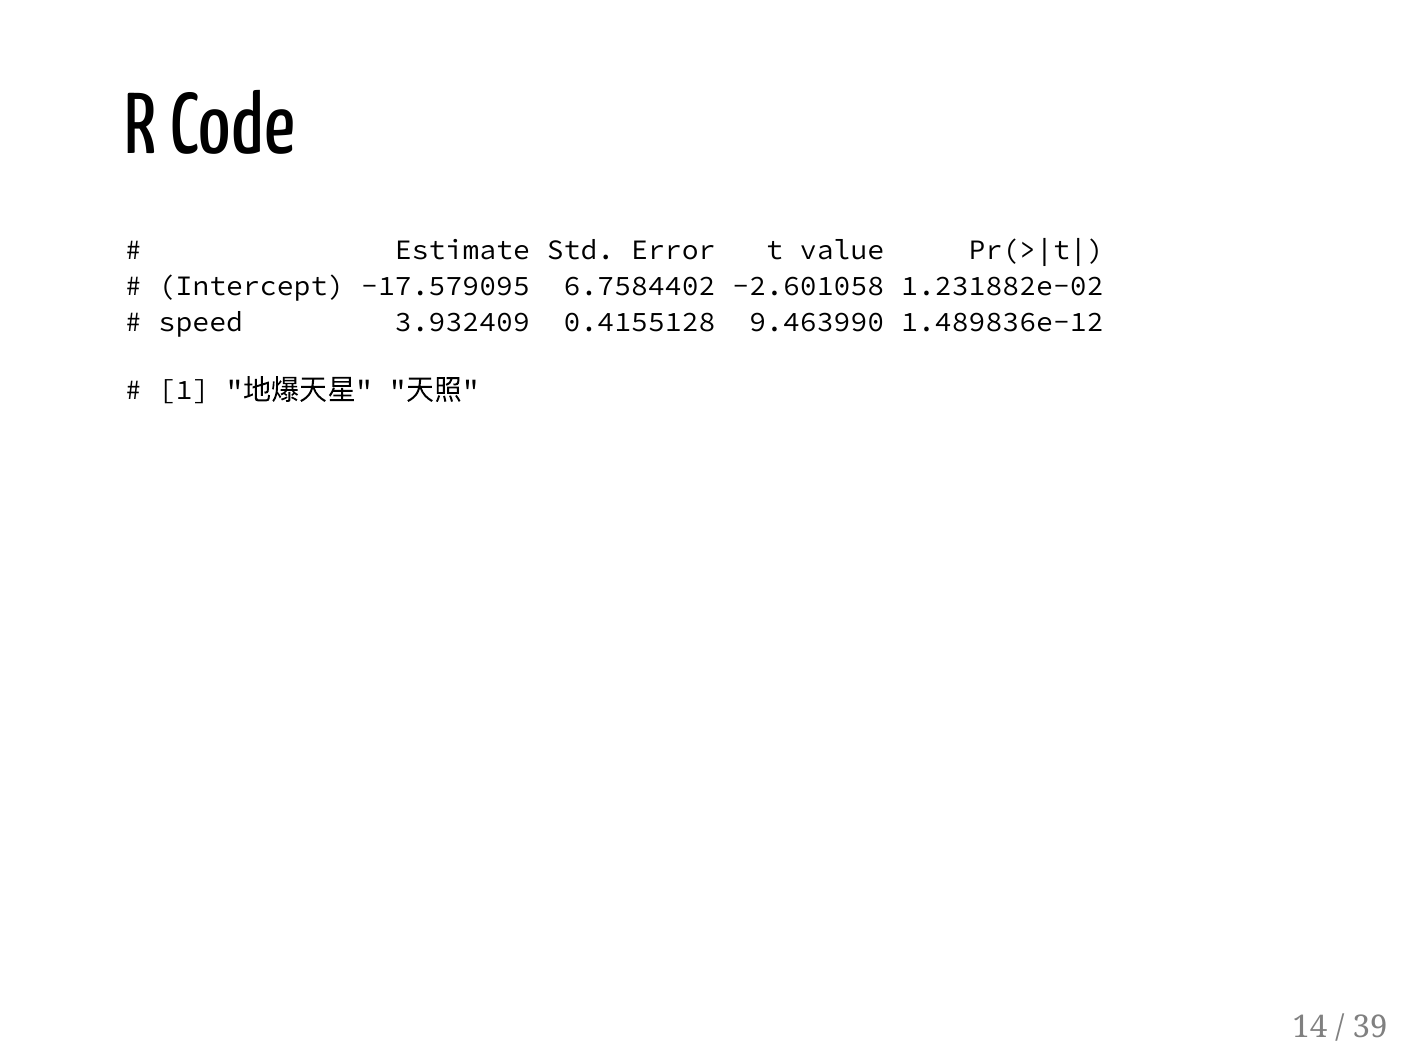 R Code
#               Estimate Std. Error   t value     Pr(>|t|)
# (Intercept) -17.579095  6.7584402 -2.601058 1.231882e-02
# speed         3.932409  0.4155128  9.463990 1.489836e-12
# [1] "地爆天星" "天照"
14 / 39